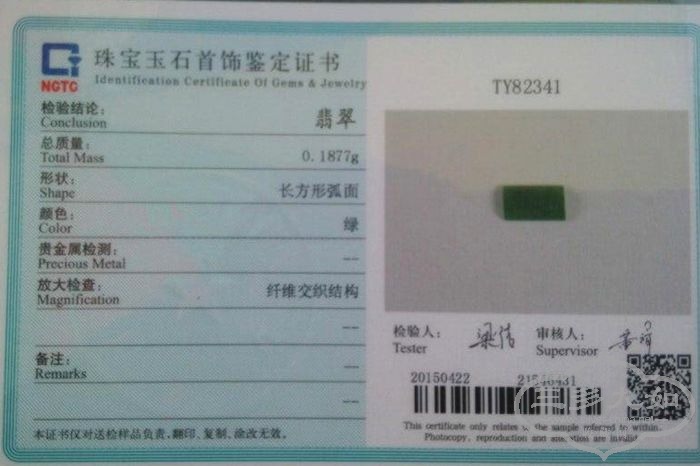 NGTC
珠宝玉石首饰鉴定证书
Identification Certificate Of Gems & Jewelry
检验结论：
Conclusion
翡翠
总质量：
Total Mass
0.1877g
形状：
Shape
长方形弧面
颜色：
Color
绿
贵金属检测：
Precious Metal
--
放大检查：
Magnification
纤维交织结构
--
备注：
Remarks
--
本证书仅对送检样品负责，翻印、复制、涂改无效。
TY82341
检验人：
Tester
审核人：
Supervisor
20150422
This certificate only relates to the sample referred to within.
Photocopy, reproduction and alteration are invalid.